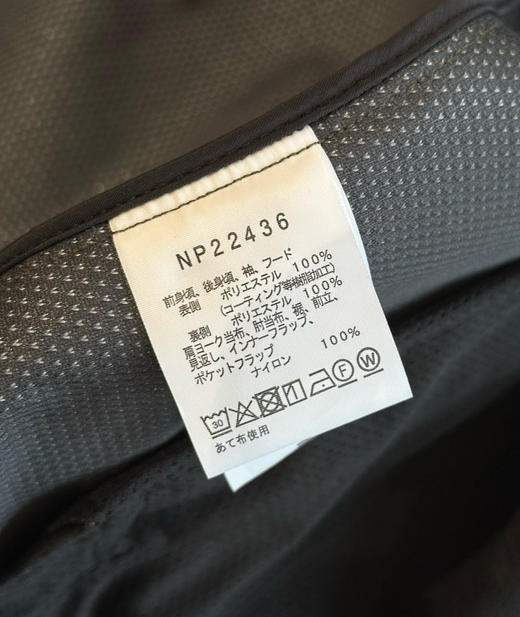 NP22436
前身頃、後身頃、袖、フード
表側 ポリエステル 100%
(コーティング等樹脂加工)
裏側 ポリエステル 100%
肩ヨーク当布、肘当布、裾、前立、
見返し、インナーフラップ、
ポケットフラップ
ナイロン 100%
30 F W
あて布使用